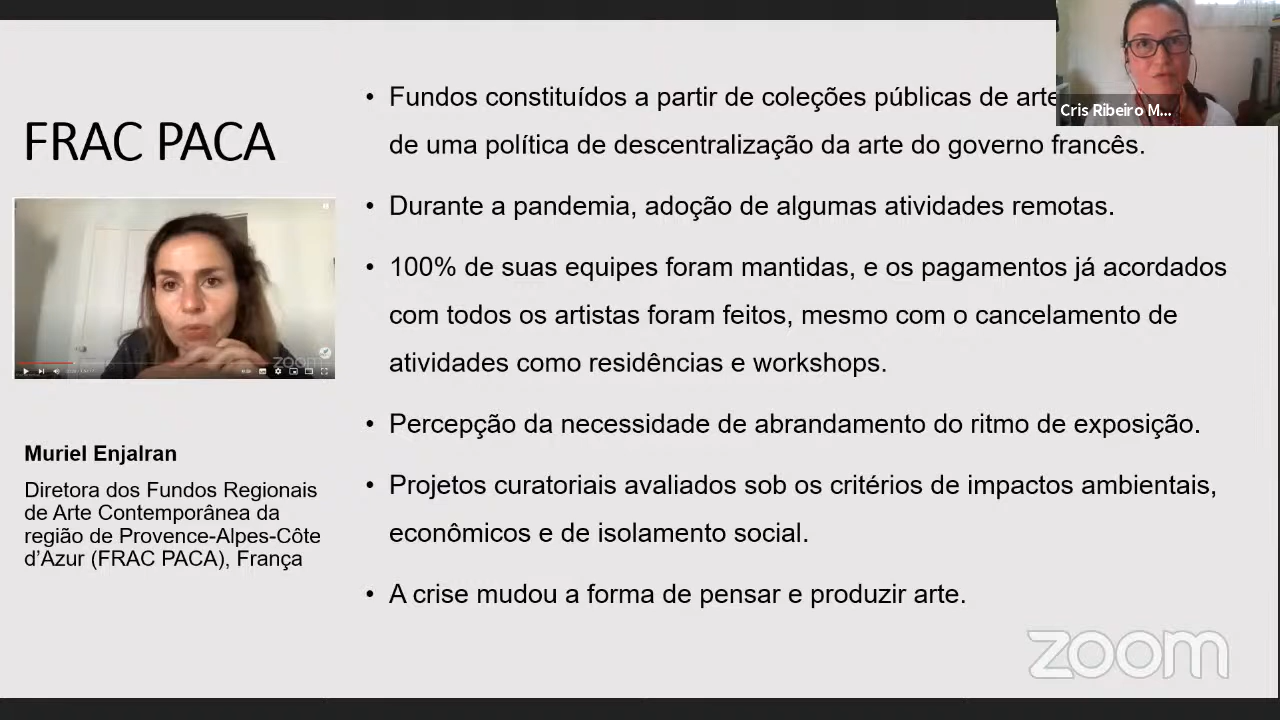 FRAC PACA
Muriel Enjalran
Diretora dos Fundos Regionais
de Arte Contemporânea da
região de Provence-Alpes-Côte
d’Azur (FRAC PACA), França
• Fundos constituídos a partir de coleções públicas de arte
de uma política de descentralização da arte do governo francês.
• Durante a pandemia, adoção de algumas atividades remotas.
• 100% de suas equipes foram mantidas, e os pagamentos já acordados
com todos os artistas foram feitos, mesmo com o cancelamento de
atividades como residências e workshops.
• Percepção da necessidade de abrandamento do ritmo de exposição.
• Projetos curatoriais avaliados sob os critérios de impactos ambientais,
econômicos e de isolamento social.
• A crise mudou a forma de pensar e produzir arte.
Cris Ribeiro M...
zoom
zoom